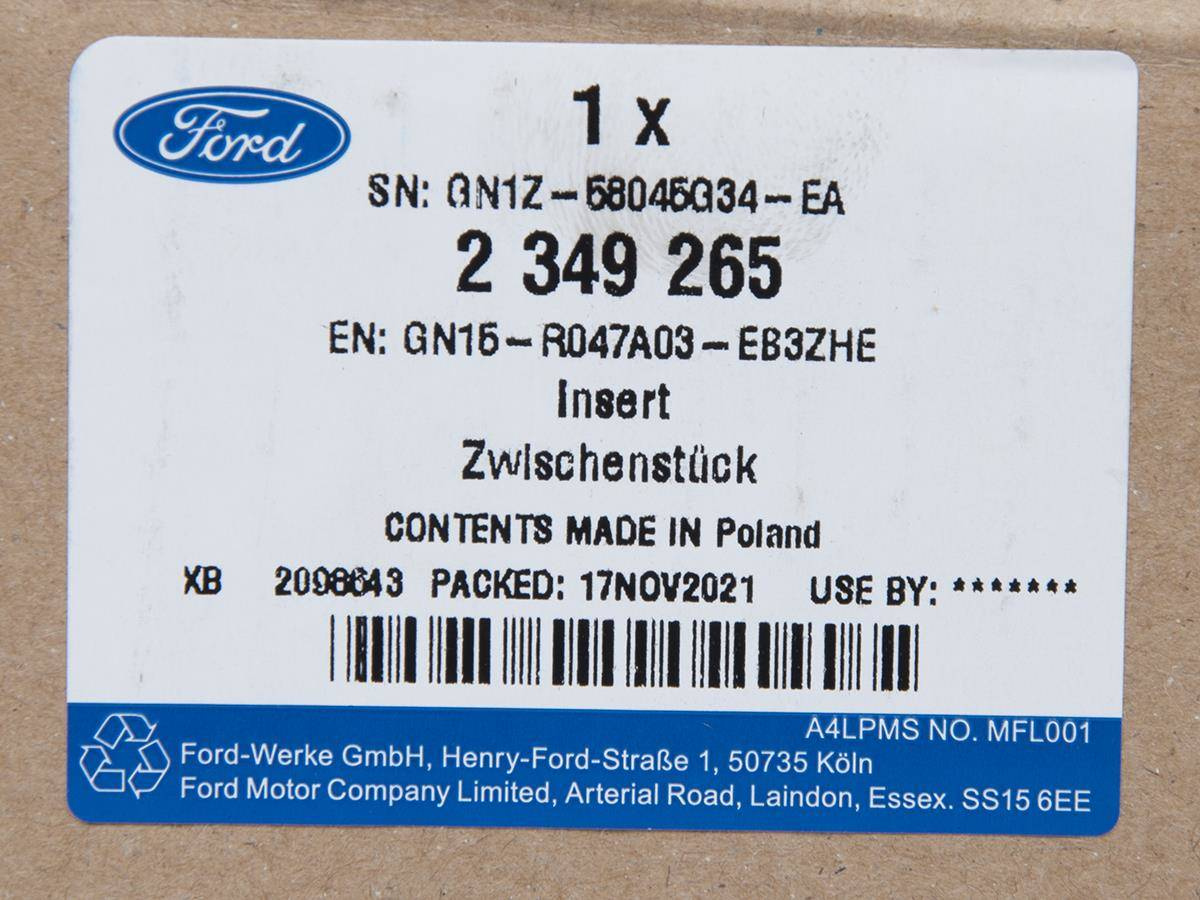 Ford
1 x
SN: GN1Z-58045G34-EA
2 349 265
EN: GN15-R047A03-EB3ZHE
Insert
Zwischenstück
CONTENTS MADE IN Poland
XB PACKED: 17NOV2021 USE BY: *******
A4LPMS NO. MFL001
Ford-Werke GmbH, Henry-Ford-Straße 1, 50735 Köln
Ford Motor Company Limited, Arterial Road, Laindon, Essex. SS15 6EE